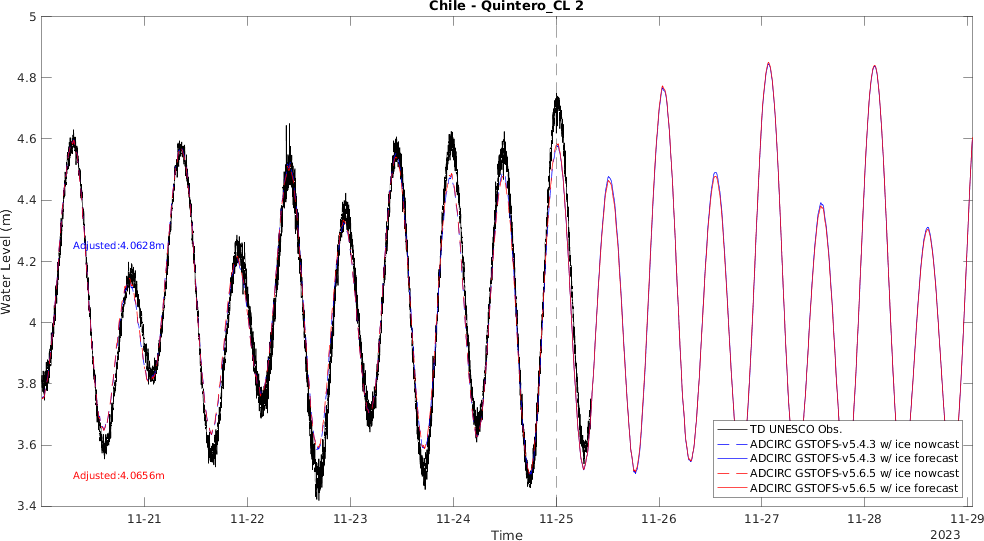 Chile - Quintero_CL 2
5
4.8
4.6
4.4
4.2
4
3.8
3.6
3.4
Water Level (m)
Adjusted:4.0628m
Adjusted:4.0656m
TD UNESCO Obs.
ADCIRC GSTOFS-v5.4.3 w/ ice nowcast
ADCIRC GSTOFS-v5.4.3 w/ ice forecast
ADCIRC GSTOFS-v5.6.5 w/ ice nowcast
ADCIRC GSTOFS-v5.6.5 w/ ice forecast
11-21 11-22 11-23 11-24 11-25 11-26 11-27 11-28 11-29
Time
2023